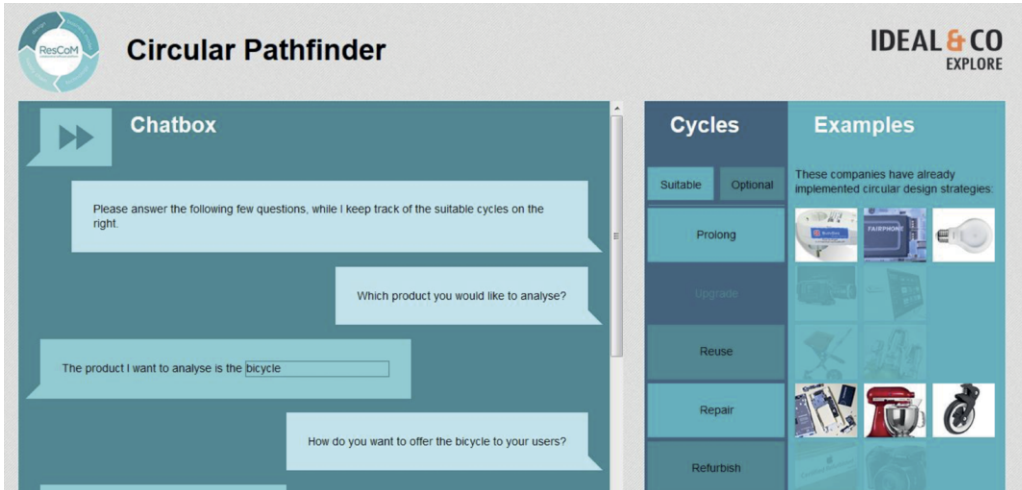 ResCoM
Circular Pathfinder
IDEAL & CO
EXPLORE
Chatbox
Please answer the following few questions, while I keep track of the suitable cycles on the
right.
Which product you would like to analyse?
The product I want to analyse is the bicycle
How do you want to offer the bicycle to your users?
Cycles
Suitable
Optional
Prolong
Upgrade
Reuse
Repair
Refurbish
Examples
These companies have already
implemented circular design strategies:
FAIRPHONE